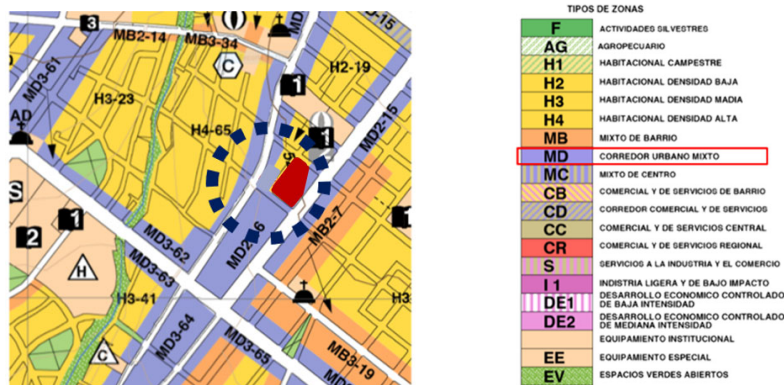 3
MB2-14
MB3-34
MD3-15
MD3-61
C
H2-19
H3-23
1
MD2-15
AD
H4-65
1
S
1
2
MD3-62
MD2-6
MB2-7
1
H
MD3-63
H3-41
H3
C
MD3-64
MD3-65
MB3-19
TIPOS DE ZONAS
F ACTIVIDADES SILVESTRES
AG AGROPECUARIO
H1 HABITACIONAL CAMPESTRE
H2 HABITACIONAL DENSIDAD BAJA
H3 HABITACIONAL DENSIDAD MADIA
H4 HABITACIONAL DENSIDAD ALTA
MB MIXTO DE BARRIO
MD CORREDOR URBANO MIXTO
MC MIXTO DE CENTRO
CB COMERCIAL Y DE SERVICIOS DE BARRIO
CD CORREDOR COMERCIAL Y DE SERVICIOS
CC COMERCIAL Y DE SERVICIOS CENTRAL
CR COMERCIAL Y DE SERVICIOS REGIONAL
S SERVICIOS A LA INDUSTRIA Y EL COMERCIO
I 1 INDISTRIA LIGERA Y DE BAJO IMPACTO
DE1 DESARROLLO ECONOMICO CONTROLADO
DE BAJA INTENSIDAD
DE2 DESARROLLO ECONOMICO CONTROLADO
DE MEDIANA INTENSIDAD
EQUIPAMIENTO INSTITUCIONAL
EE EQUIPAMIENTO ESPECIAL
EV ESPACIOS VERDES ABIERTOS